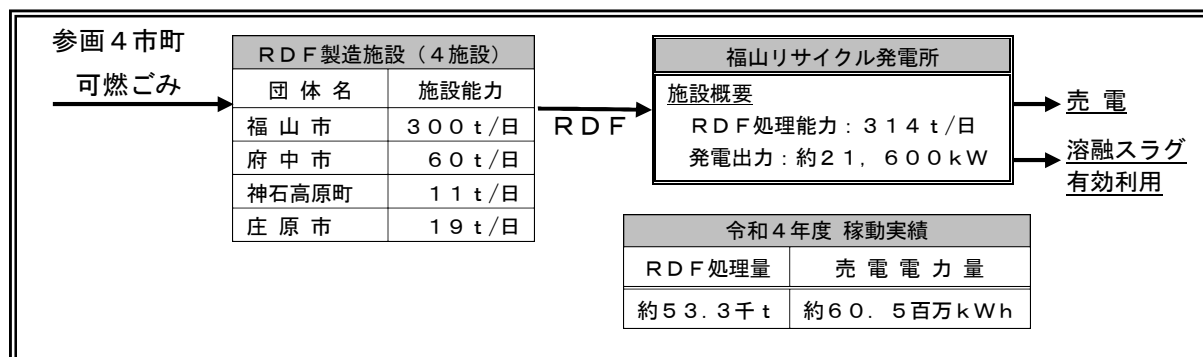 参画4市町
可燃ごみ
RDF製造施設(4施設)
団体名 施設能力
福山市 300t/日
府中市 60t/日
神石高原町 11t/日
庄原市 19t/日
RDF
福山リサイクル発電所
施設概要
RDF処理能力:314t/日
発電出力:約21,600kW
売電
溶融スラグ
有効利用
令和4年度 稼動実績
RDF処理量 売電電力量
約53.3千t 約60.5百万kWh